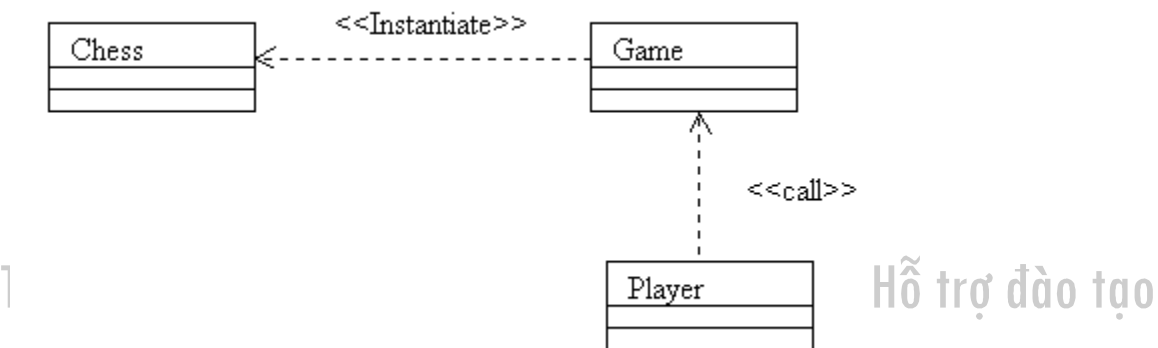 <<Instantiate>>
Chess
Game
<<call>>
Player
Hỗ trợ đào tạo